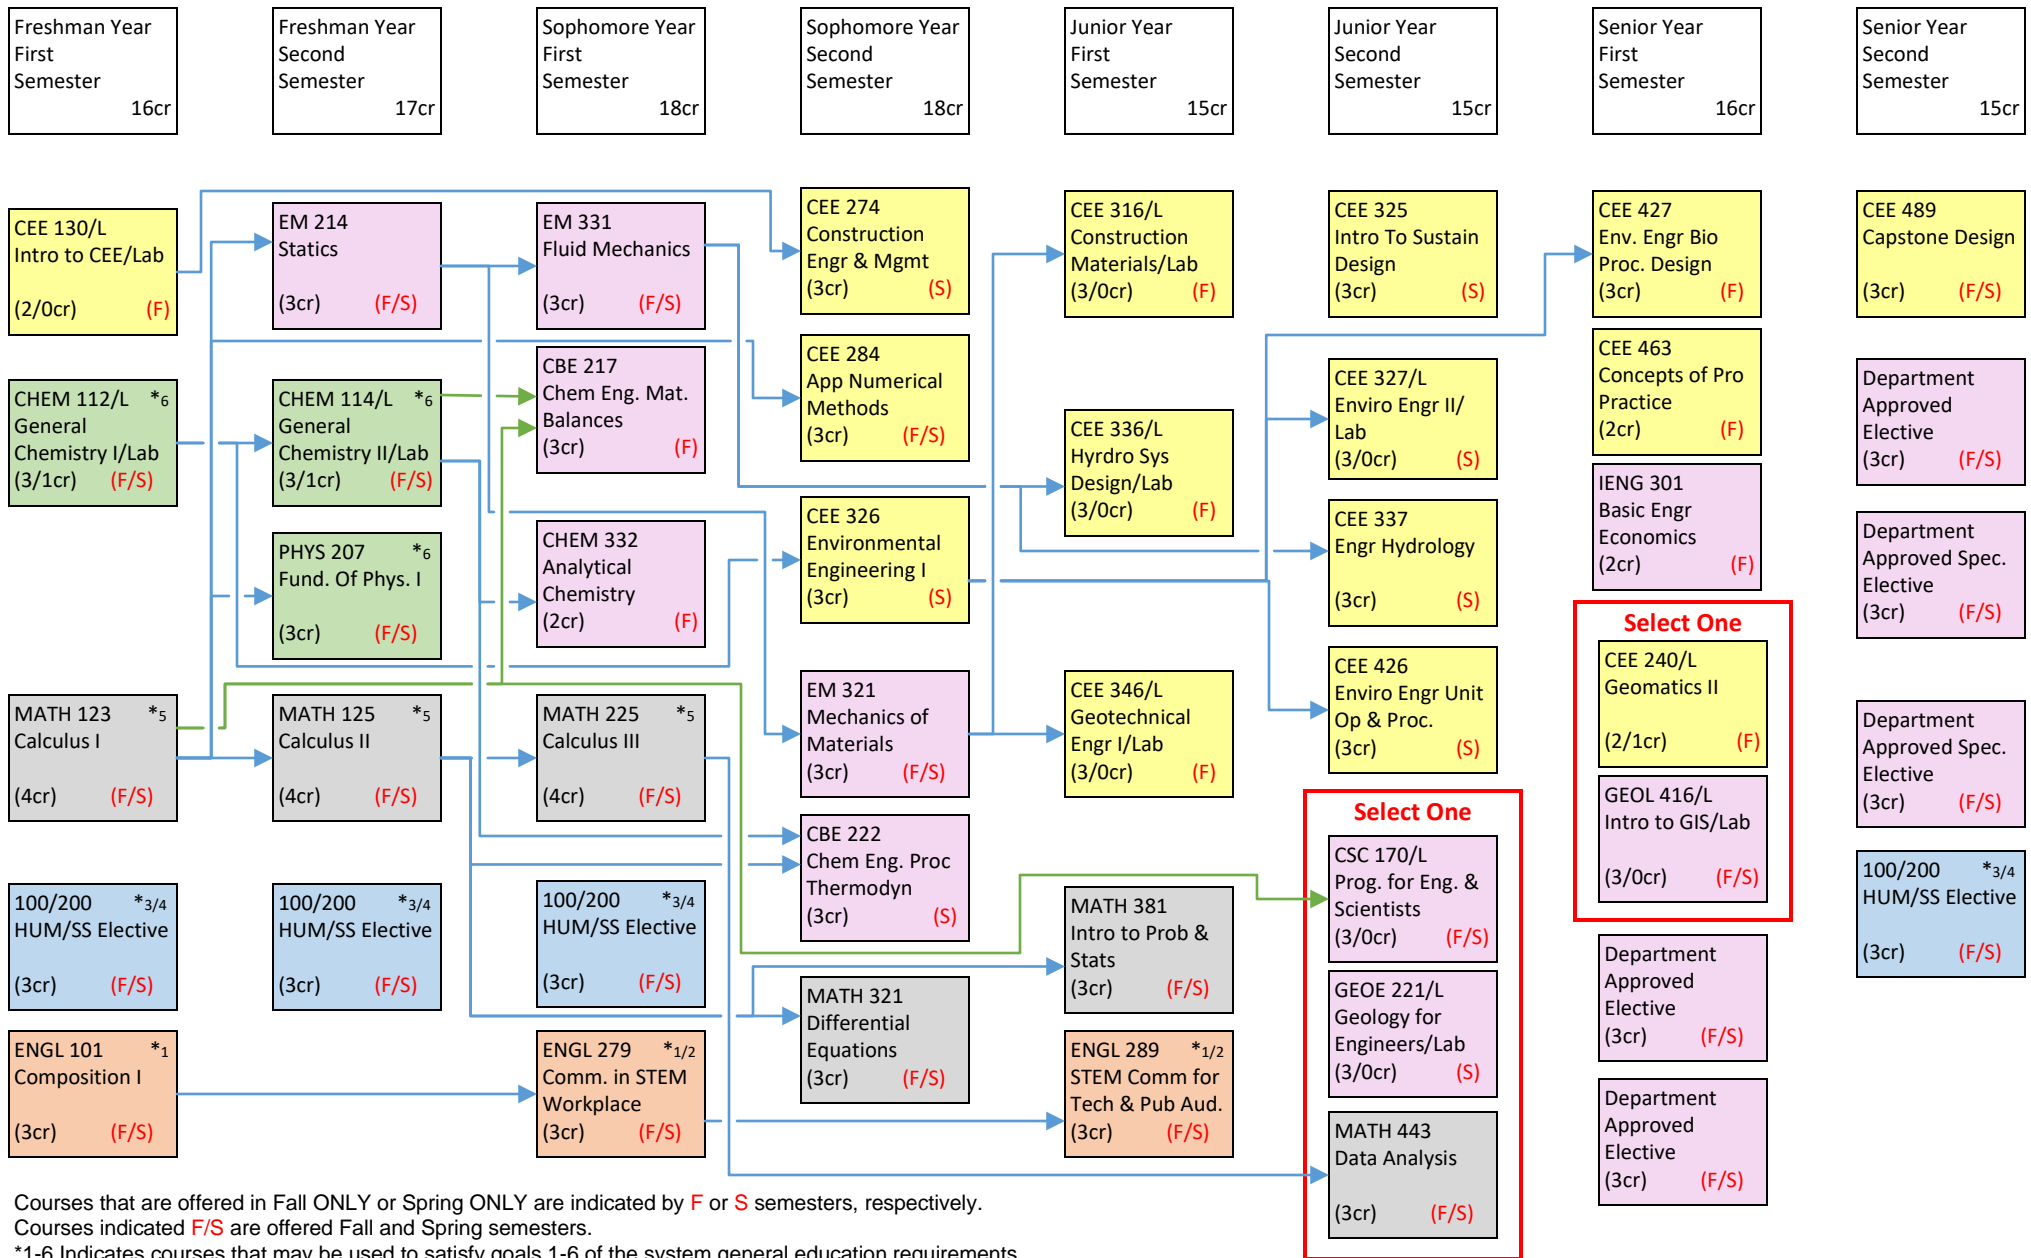 Freshman Year
First
Semester
16cr
Freshman Year
Second
Semester
17cr
Sophomore Year
First
Semester
18cr
Sophomore Year
Second
Semester
18cr
Junior Year
First
Semester
15cr
Junior Year
Second
Semester
15cr
Senior Year
First
Semester
16cr
Senior Year
Second
Semester
15cr
CEE 130/L
Intro to CEE/Lab
(2/0cr) (F)
CHEM 112/L *6
General
Chemistry I/Lab
(3/1cr) (F/S)
MATH 123 *5
Calculus I
(4cr) (F/S)
100/200 *3/4
HUM/SS Elective
(3cr) (F/S)
ENGL 101 *1
Composition I
(3cr) (F/S)
EM 214
Statics
(3cr) (F/S)
CHEM 114/L *6
General
Chemistry II/Lab
(3/1cr) (F/S)
PHYS 207 *6
Fund. Of Phys. I
(3cr) (F/S)
MATH 125 *5
Calculus II
(4cr) (F/S)
100/200 *3/4
HUM/SS Elective
(3cr) (F/S)
EM 331
Fluid Mechanics
(3cr) (F/S)
CBE 217
Chem Eng. Mat.
Balances
(3cr) (F)
CHEM 332
Analytical
Chemistry
(2cr) (F)
MATH 225 *5
Calculus III
(4cr) (F/S)
100/200 *3/4
HUM/SS Elective
(3cr) (F/S)
ENGL 279 *1/2
Comm. in STEM
Workplace
(3cr) (F/S)
CEE 274
Construction
Engr & Mgmt
(3cr) (S)
CEE 284
App Numerical
Methods
(3cr) (F/S)
CEE 326
Environmental
Engineering I
(3cr) (S)
EM 321
Mechanics of
Materials
(3cr) (F/S)
CBE 222
Chem Eng. Proc
Thermodyn
(3cr) (S)
MATH 321
Differential
Equations
(3cr) (F/S)
CEE 316/L
Construction
Materials/Lab
(3/0cr) (F)
CEE 336/L
Hyrdro Sys
Design/Lab
(3/0cr) (F)
CEE 346/L
Geotechnical
Engr I/Lab
(3/0cr) (F)
MATH 381
Intro to Prob &
Stats
(3cr) (F/S)
ENGL 289 *1/2
STEM Comm for
Tech & Pub Aud.
(3cr) (F/S)
CEE 325
Intro To Sustain
Design
(3cr) (S)
CEE 327/L
Enviro Engr II/
Lab
(3/0cr) (S)
CEE 337
Engr Hydrology
(3cr) (S)
CEE 426
Enviro Engr Unit
Op & Proc.
(3cr) (S)
Select One
CSC 170/L
Prog. for Eng. &
Scientists
(3/0cr) (F/S)
GEOE 221/L
Geology for
Engineers/Lab
(3/0cr) (S)
MATH 443
Data Analysis
(3cr) (F/S)
CEE 427
Env. Engr Bio
Proc. Design
(3cr) (F)
CEE 463
Concepts of Pro
Practice
(2cr) (F)
IENG 301
Basic Engr
Economics
(2cr) (F)
Select One
CEE 240/L
Geomatics II
(2/1cr) (F)
GEOL 416/L
Intro to GIS/Lab
(3/0cr) (F/S)
Department
Approved
Elective
(3cr) (F/S)
Department
Approved
Elective
(3cr) (F/S)
CEE 489
Capstone Design
(3cr) (F/S)
Department
Approved
Elective
(3cr) (F/S)
Department
Approved Spec.
Elective
(3cr) (F/S)
Department
Approved Spec.
Elective
(3cr) (F/S)
100/200 *3/4
HUM/SS Elective
(3cr) (F/S)
Courses that are offered in Fall ONLY or Spring ONLY are indicated by F or S semesters, respectively.
Courses indicated F/S are offered Fall and Spring semesters.
*1-6 Indicates courses that may be used to satisfy goals 1-6 of the system general education requirements